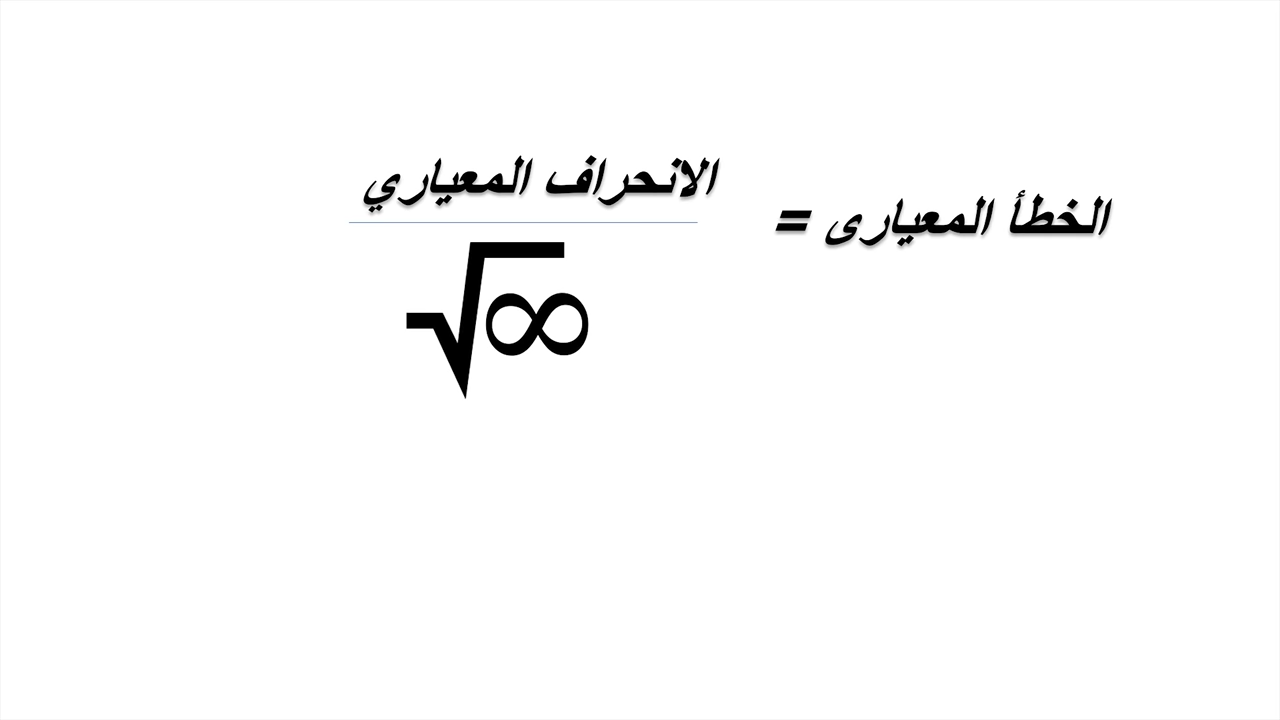 الانحراف المعياري
الخطأ المعيارى =
√∞